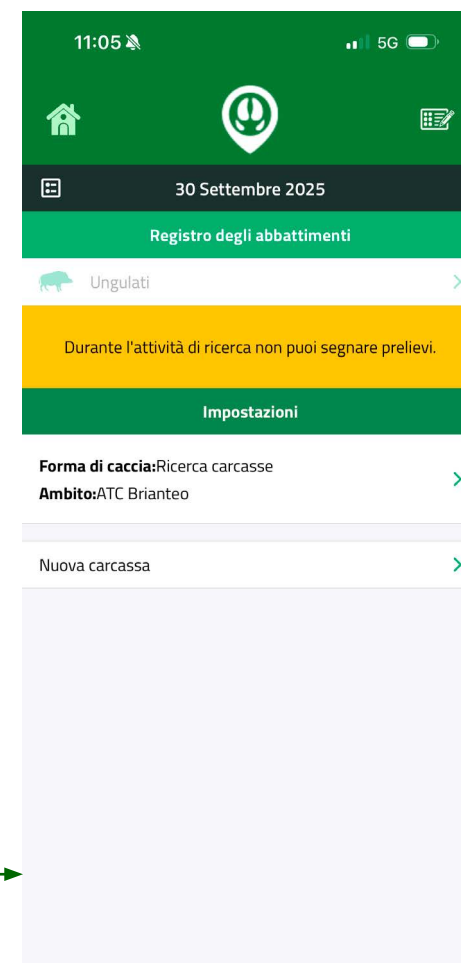 11:05
5G
30 Settembre 2025
Registro degli abbattimenti
Ungulati
Durante l'attività di ricerca non puoi segnare prelievi.
Impostazioni
Forma di caccia:Ricerca carcasse
Ambito:ATC Brianteo
Nuova carcassa